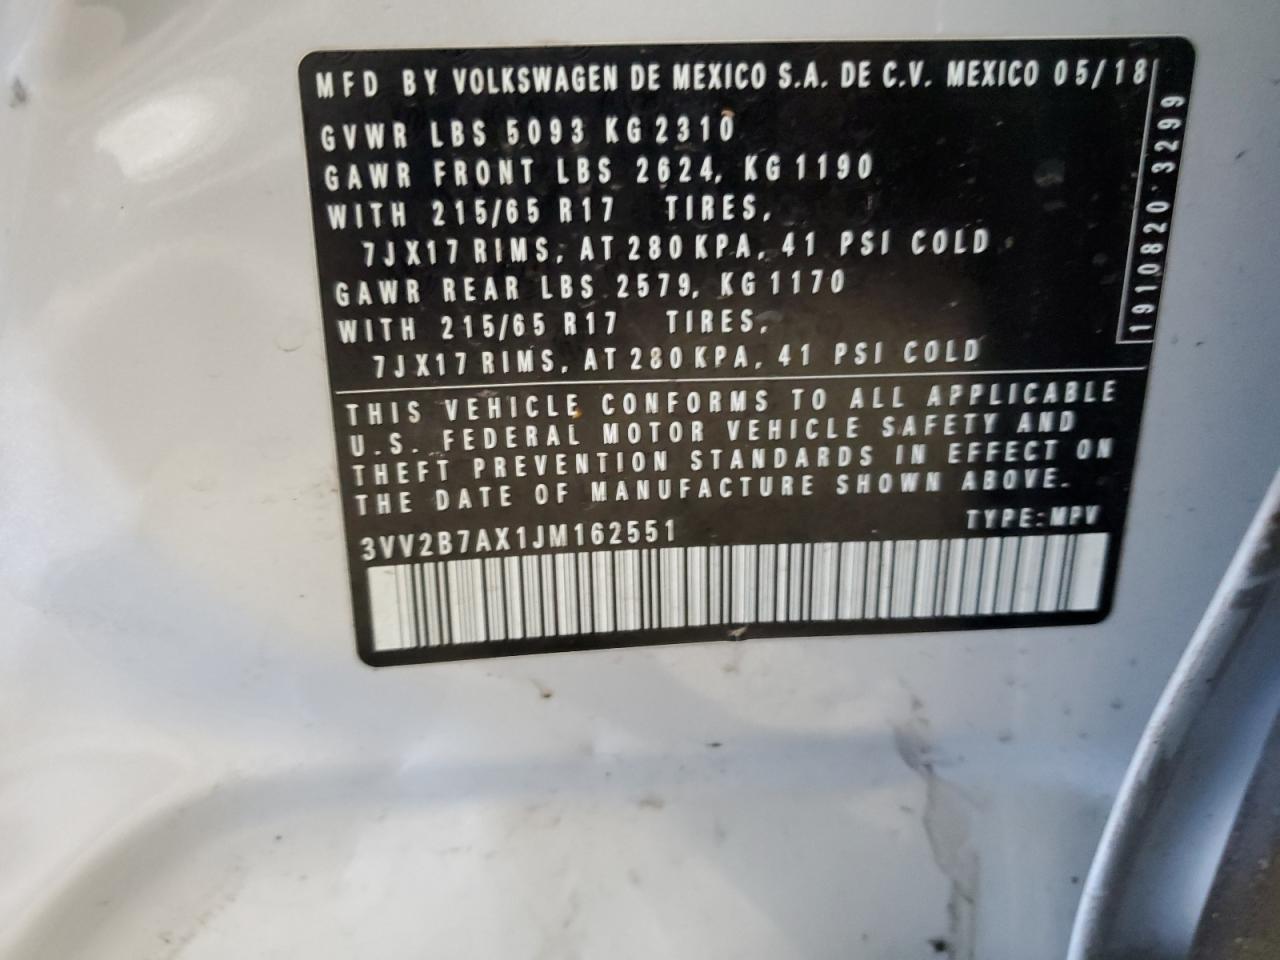 MFD BY VOLKSWAGEN DE MEXICO S.A. DE C.V. MEXICO 05/18
GVWR LBS 5093 KG 2310
GAWR FRONT LBS 2624, KG 1190
WITH 215/65 R17 TIRES,
7JX17 RIMS, AT 280 KPA, 41 PSI COLD
GAWR REAR LBS 2579, KG 1170
WITH 215/65 R17 TIRES,
7JX17 RIMS, AT 280 KPA, 41 PSI COLD
1910820 3299
THIS VEHICLE CONFORMS TO ALL APPLICABLE
U.S. FEDERAL MOTOR VEHICLE SAFETY AND
THEFT PREVENTION STANDARDS IN EFFECT ON
THE DATE OF MANUFACTURE SHOWN ABOVE.
3VV2B7AX1JM162551 TYPE:MPV